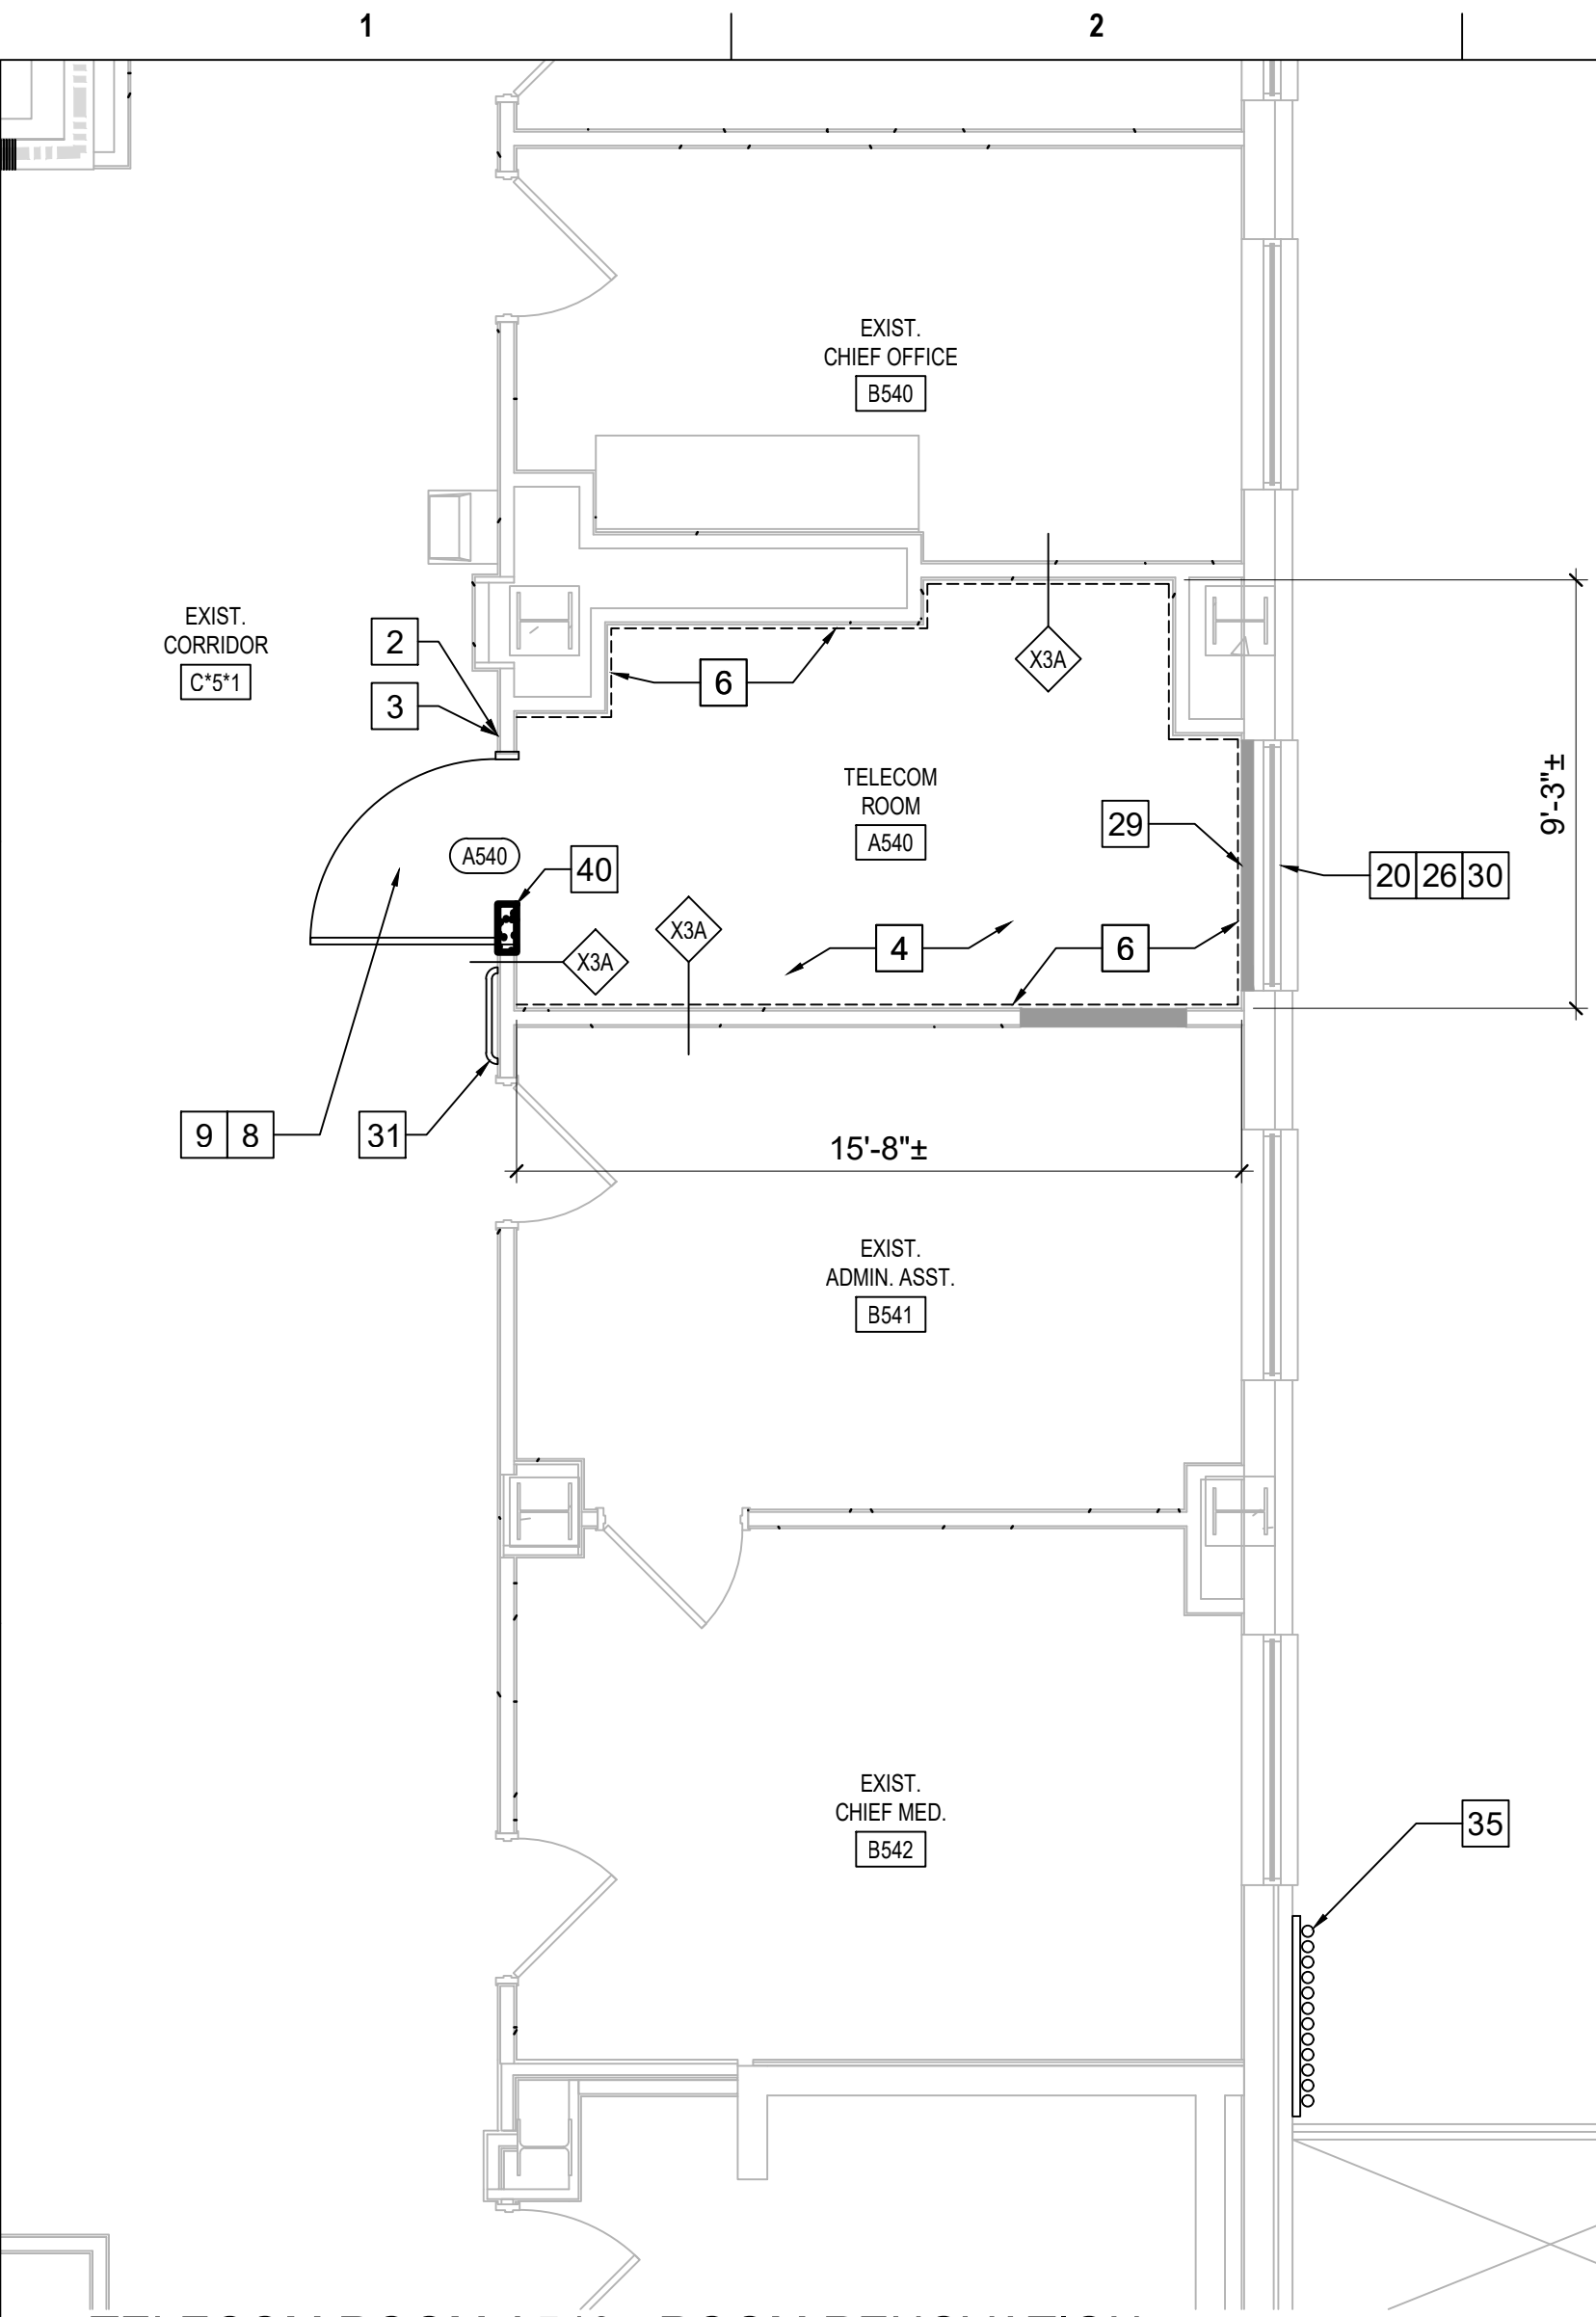 1
2
EXIST.
CHIEF OFFICE
B540
EXIST.
CORRIDOR
C*5*1
2
3
6
X3A
TELECOM
ROOM
A540
29
9'-3"±
20 26 30
A540
40
X3A
X3A
4
6
9 8
31
15'-8"±
EXIST.
ADMIN. ASST.
B541
EXIST.
CHIEF MED.
B542
35